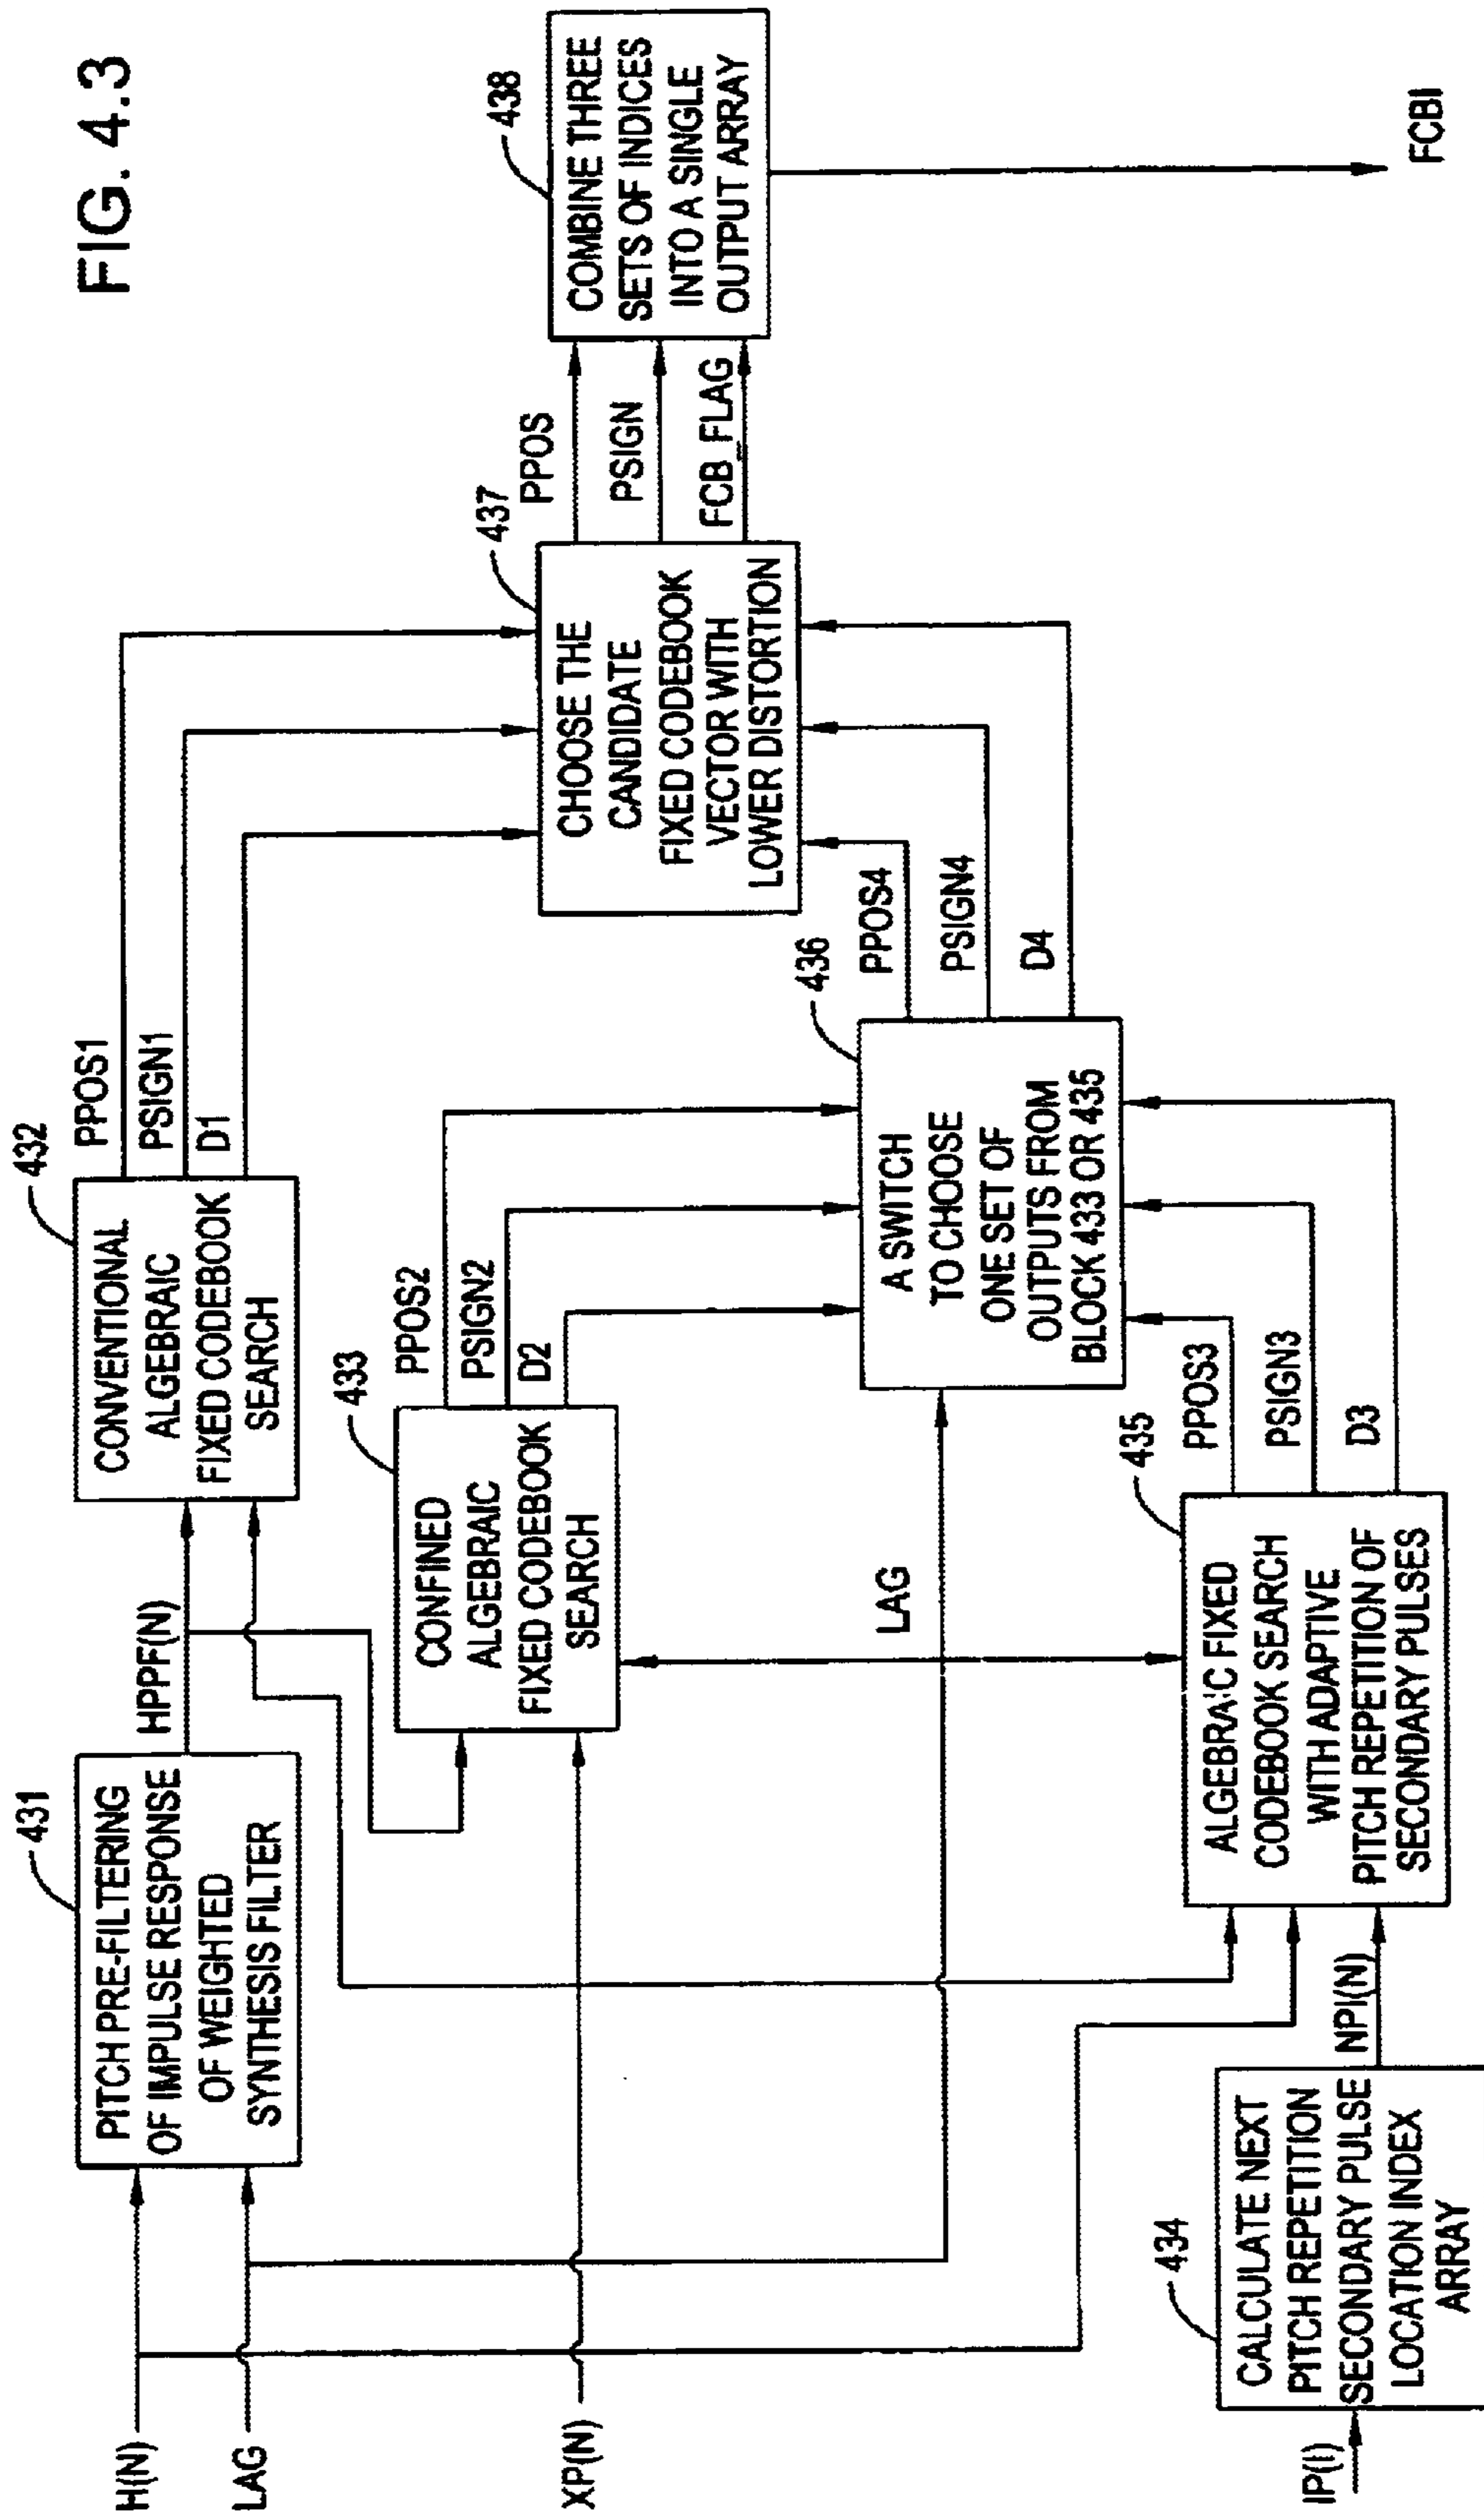 FIG. 4.3
H(N)
LAG
XP(N)
IP(I)
431
PITCH PRE-FILTERING
OF IMPULSE RESPONSE
OF WEIGHTED
SYNTHESIS FILTER
HPPF(N)
432
CONVENTIONAL
ALGEBRAIC
FIXED CODEBOOK
SEARCH
PPOS1
PSIGN1
D1
433
CONFINED
ALGEBRAIC
FIXED CODEBOOK
SEARCH
PPOS2
PSIGN2
D2
434
CALCULATE NEXT
PITCH REPETITION
SECONDARY PULSE
LOCATION INDEX
ARRAY
NPI(N)
435
ALGEBRAIC FIXED
CODEBOOK SEARCH
WITH ADAPTIVE
PITCH REPETITION OF
SECONDARY PULSES
PPOS3
PSIGN3
D3
LAG
436
A SWITCH
TO CHOOSE
ONE SET OF
OUTPUTS FROM
BLOCK 433 OR 435
PPOS4
PSIGN4
D4
437
CHOOSE THE
CANDIDATE
FIXED CODEBOOK
VECTOR WITH
LOWER DISTORTION
PPOS
PSIGN
FCB_FLAG
438
COMBINE THREE
SETS OF INDICES
INTO A SINGLE
OUTPUT ARRAY
FCBI